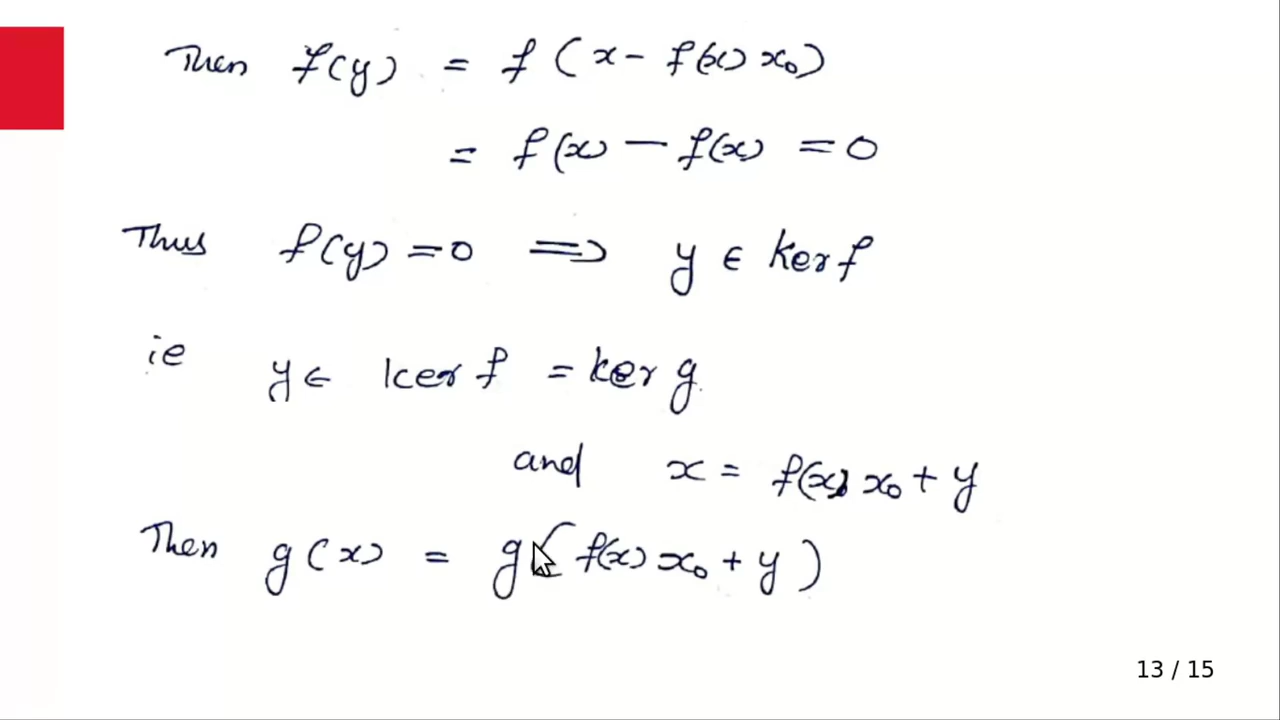 Then f(y) = f(x - f(x) x₀)
= f(x) - f(x) = 0
Thus f(y) = 0 ⟹ y ∈ ker f
ie y ∈ ker f = ker g
and x = f(x) x₀ + y
Then g(x) = g(f(x) x₀ + y)
13 / 15